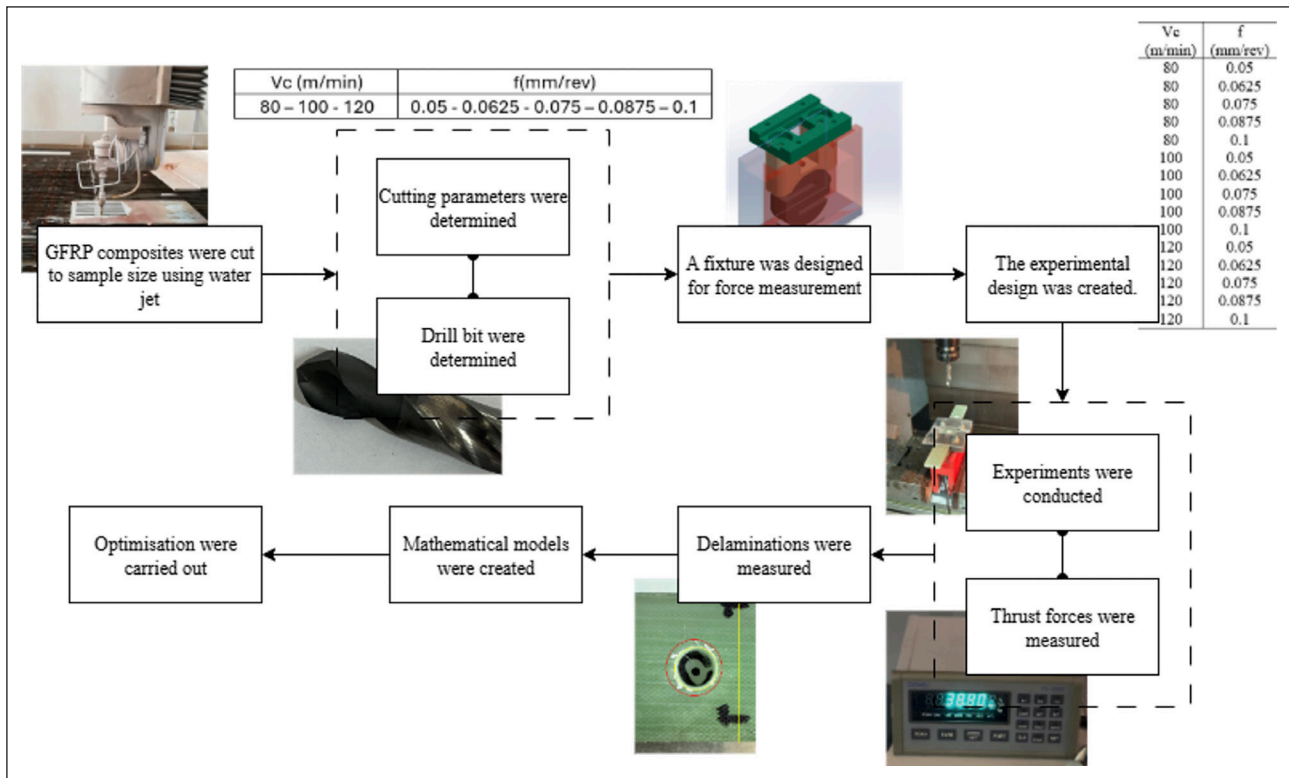 Vc (m/min) f(mm/rev)
80 – 100 - 120 0.05 - 0.0625 - 0.075 – 0.0875 – 0.1
Vc f
(m/min) (mm/rev)
80 0.05
80 0.0625
80 0.075
80 0.0875
80 0.1
100 0.05
100 0.0625
100 0.075
100 0.0875
100 0.1
120 0.05
120 0.0625
120 0.075
120 0.0875
120 0.1
GFRP composites were cut
to sample size using water
jet
Cutting parameters were
determined
Drill bit were
determined
A fixture was designed
for force measurement
The experimental
design was created.
Experiments were
conducted
Thrust forces were
measured
Delaminations were
measured
Mathematical models
were created
Optimisation were
carried out